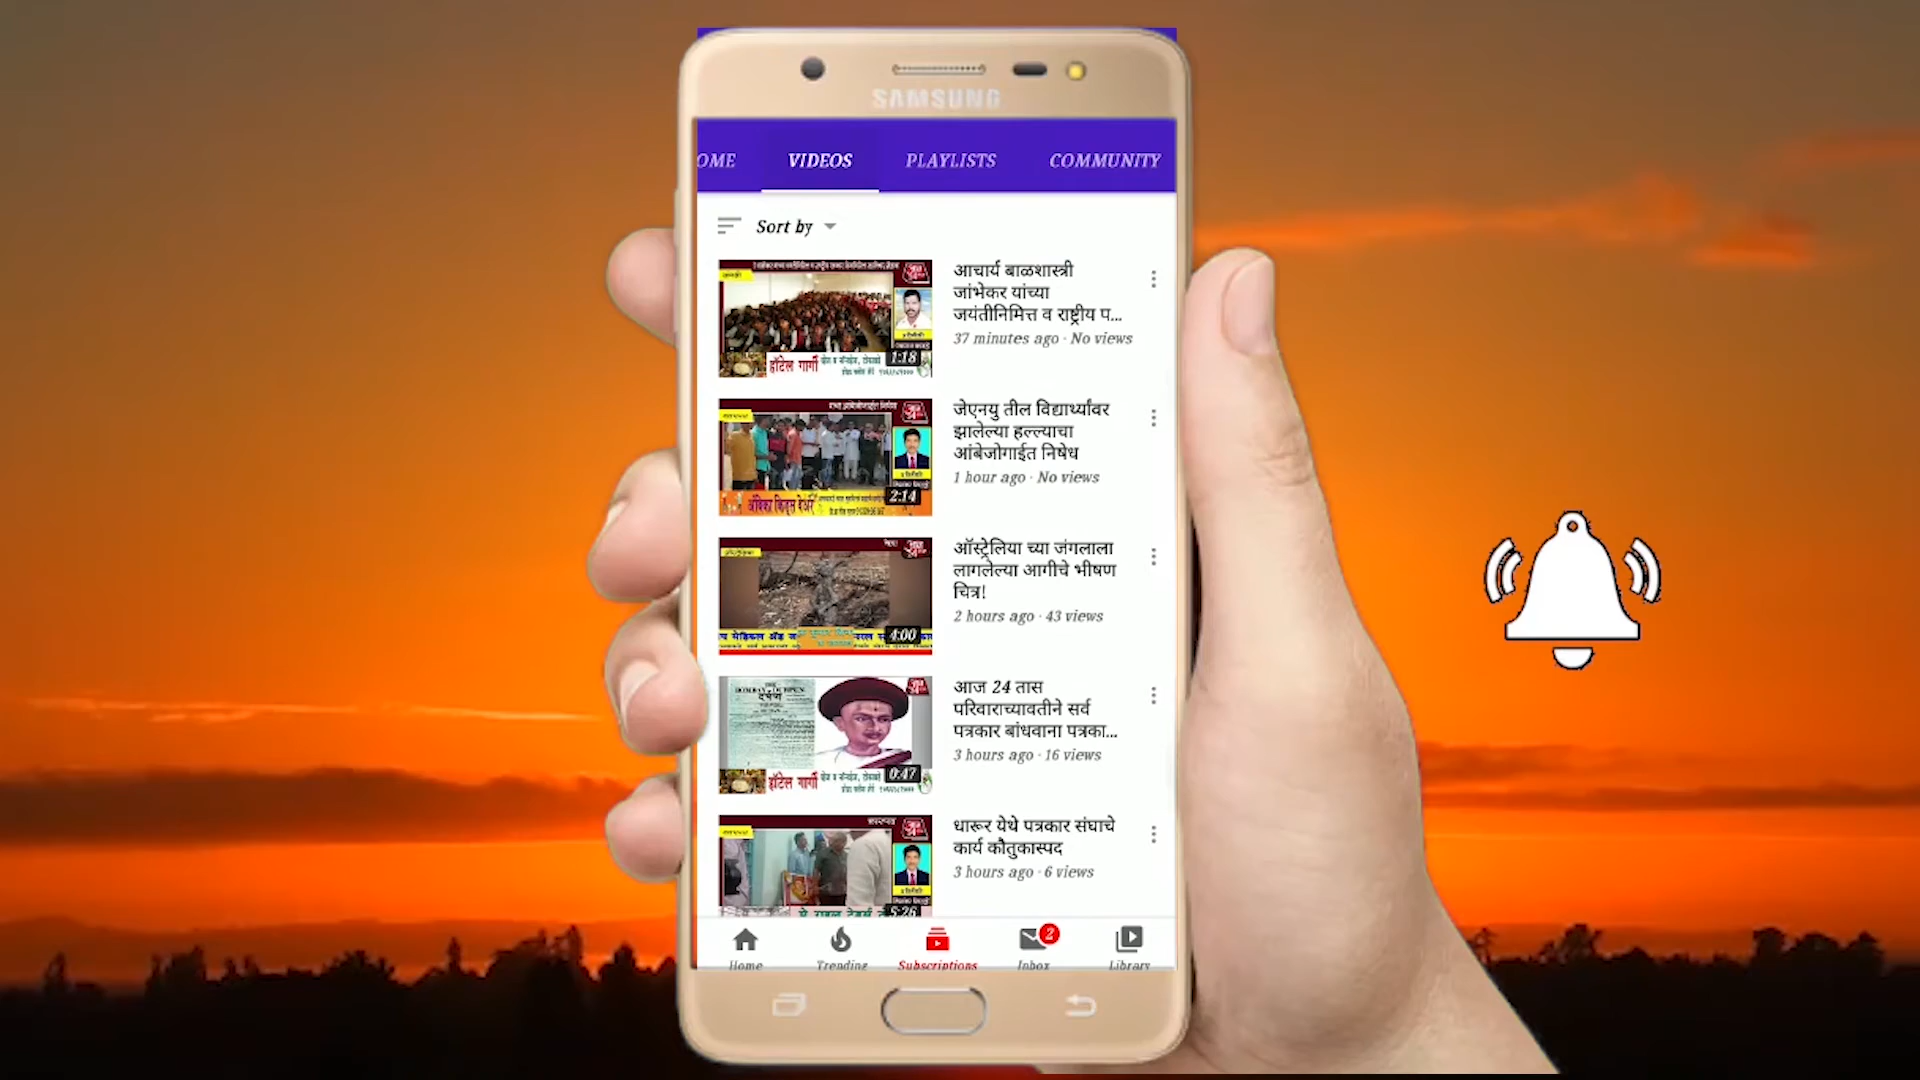 SAMSUNG
OME VIDEOS PLAYLISTS COMMUNITY
Sort by
आचार्य बाळशास्त्री
जांभेकर यांच्या
जयंतीनिमित्त व राष्ट्रीय प...
37 minutes ago · No views
हॉटेल गार्गी
1:18
जेएनयु तील विद्यार्थ्यांवर
झालेल्या हल्ल्याचा
आंबेजोगाईत निषेध
1 hour ago · No views
अंबिका किड्स वेअर
2:14
ऑस्ट्रेलिया च्या जंगलाला
लागलेल्या आगीचे भीषण
चित्र!
2 hours ago · 43 views
4:00
आज 24 तास
परिवाराच्यावतीने सर्व
पत्रकार बांधवाना पत्रका...
3 hours ago · 16 views
हॉटेल गार्गी
0:47
धारूर येथे पत्रकार संघाचे
कार्य कौतुकास्पद
3 hours ago · 6 views
5:26
2
Home Trending Subscriptions Inbox Library